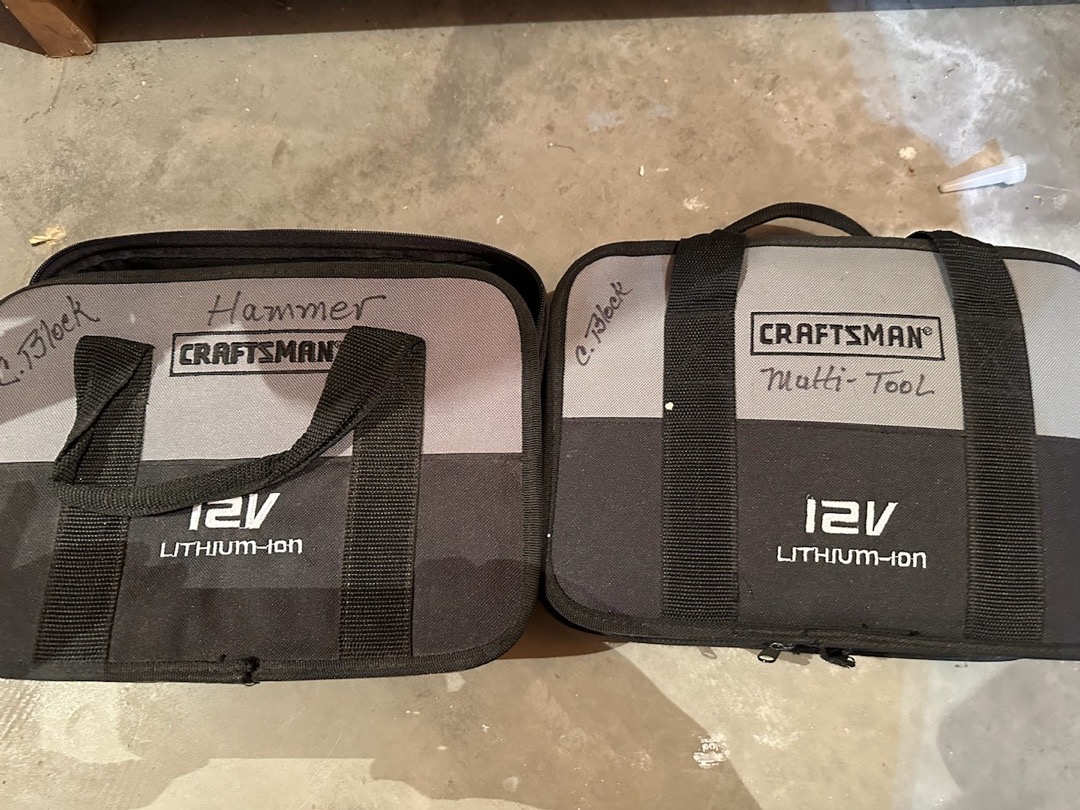 C. Block
Hammer
CRAFTSMAN
12V
LITHIUM-ION
C. Block
CRAFTSMAN®
Multi-Tool
12V
LITHIUM-ION